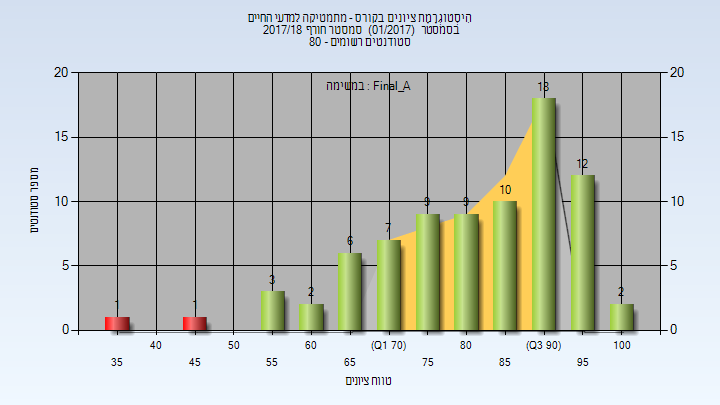 היסטוגרמת ציונים בקורס - מתמטיקה למדעי החיים
בסמסטר (01/2017) סמסטר חורף 2017/18
סטודנטים רשומים - 80
במשימה : Final_A
20 20
15 15
10 10
5 5
0 0
מספר סטודנטים
1 1 3 2 6 7 9 9 10 18 12 2
40 50 60 (Q1 70) 80 (Q3 90) 100
35 45 55 65 75 85 95
טווח ציונים